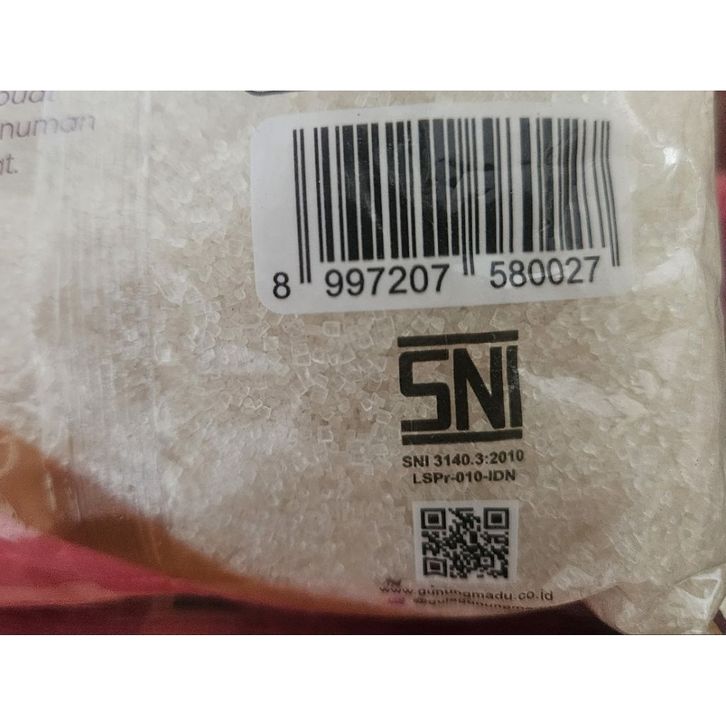 numan
8 997207 580027
SNI
SNI 3140.3:2010
LSPr-010-IDN
www.gunungmadu.co.id